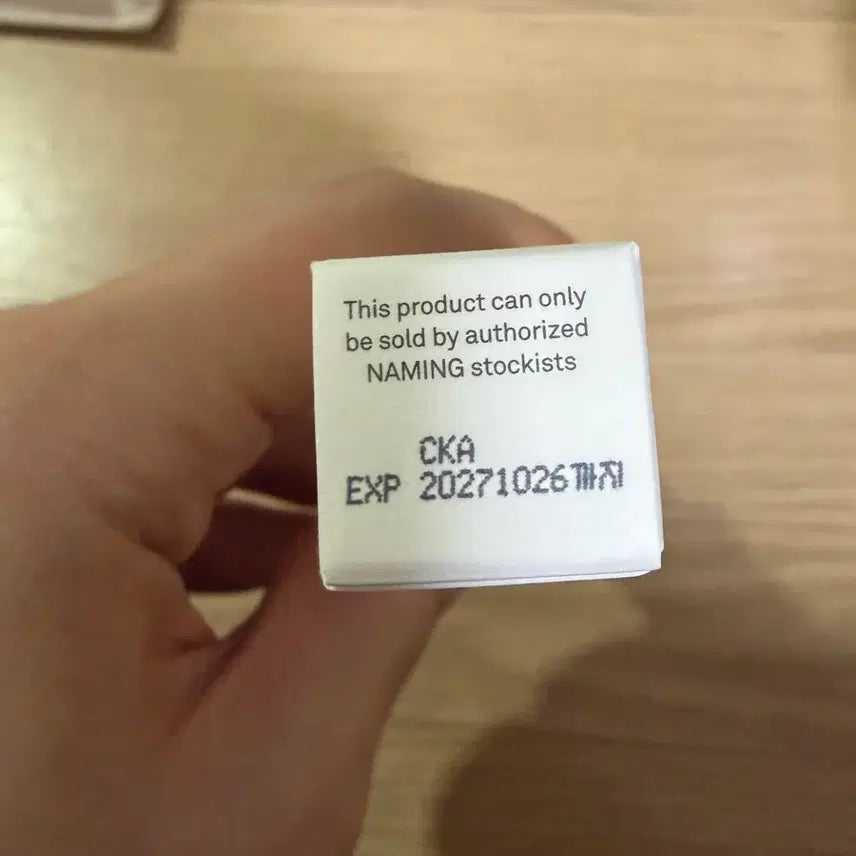 This product can only
be sold by authorized
NAMING stockists
CKA
EXP 20271026까지